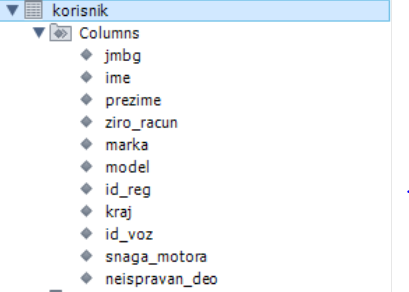 korisnik
Columns
jmbg
ime
prezime
ziro_racun
marka
model
id_reg
kraj
id_voz
snaga_motora
neispravan_deo